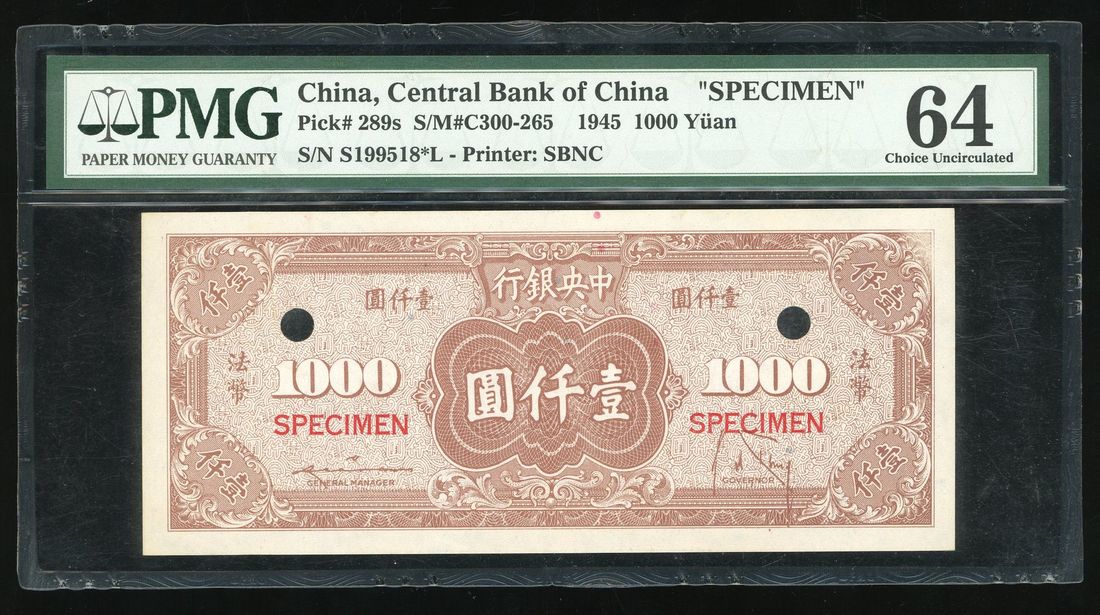 PMG
PAPER MONEY GUARANTY
China, Central Bank of China "SPECIMEN"
Pick# 289s S/M#C300-265 1945 1000 Yüan
S/N S199518*L - Printer: SBNC
64
Choice Uncirculated
行銀央中
仟壹
仟壹
圓仟壹
圓仟壹
法幣
1000
SPECIMEN
圓仟壹
1000
SPECIMEN
法幣
仟壹
仟壹
GENERAL MANAGER
GOVERNOR